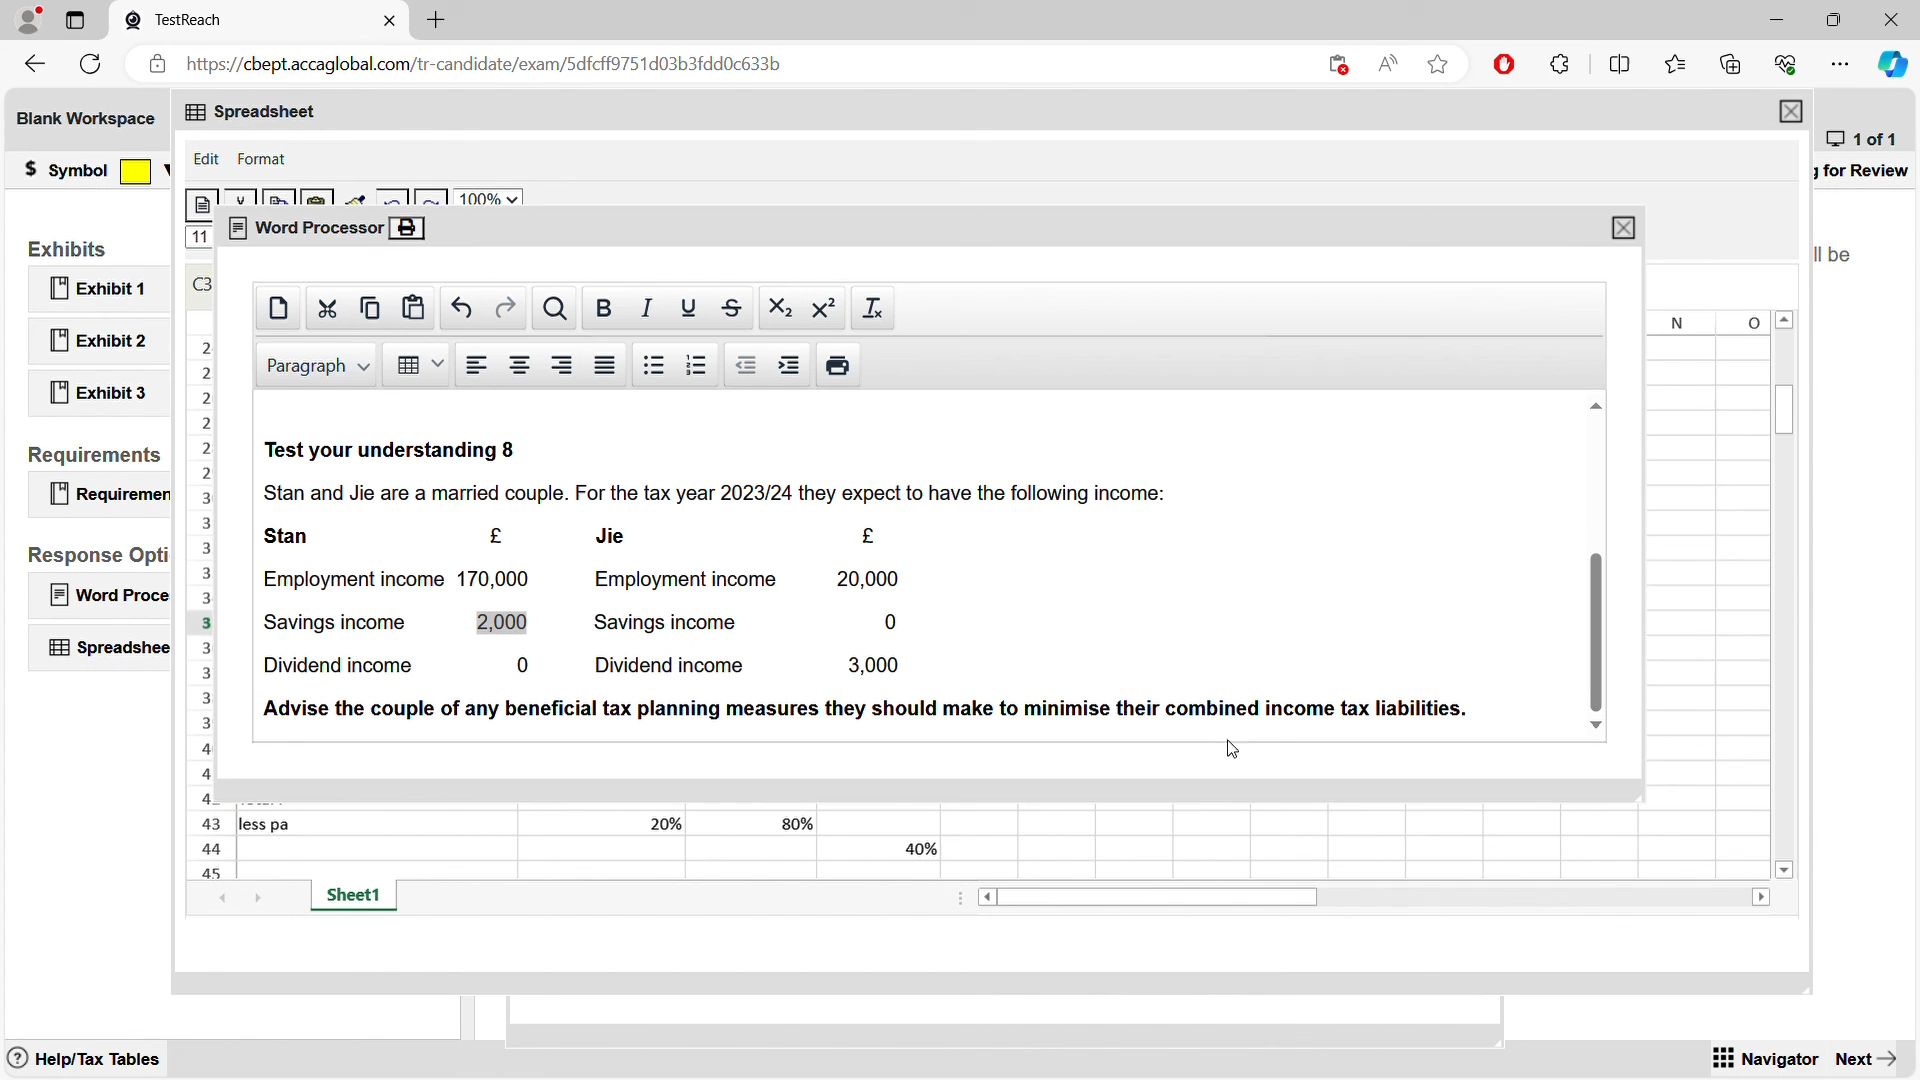 TestReach
https://cbept.accaglobal.com/tr-candidate/exam/5dfcff9751d03b3fdd0c633b
Blank Workspace
Spreadsheet
1 of 1
$ Symbol
Edit Format
for Review
100%
11
Word Processor
Exhibits
ll be
Exhibit 1
C3
N O
Exhibit 2
Paragraph
Exhibit 3
Test your understanding 8
Requirements
Stan and Jie are a married couple. For the tax year 2023/24 they expect to have the following income:
Requiremen
Stan £ Jie £
Response Opti
Employment income 170,000 Employment income 20,000
Word Proce
Savings income 2,000 Savings income 0
Spreadshee
Dividend income 0 Dividend income 3,000
Advise the couple of any beneficial tax planning measures they should make to minimise their combined income tax liabilities.
43 less pa 20% 80%
44 40%
45
Sheet1
Help/Tax Tables
Navigator Next